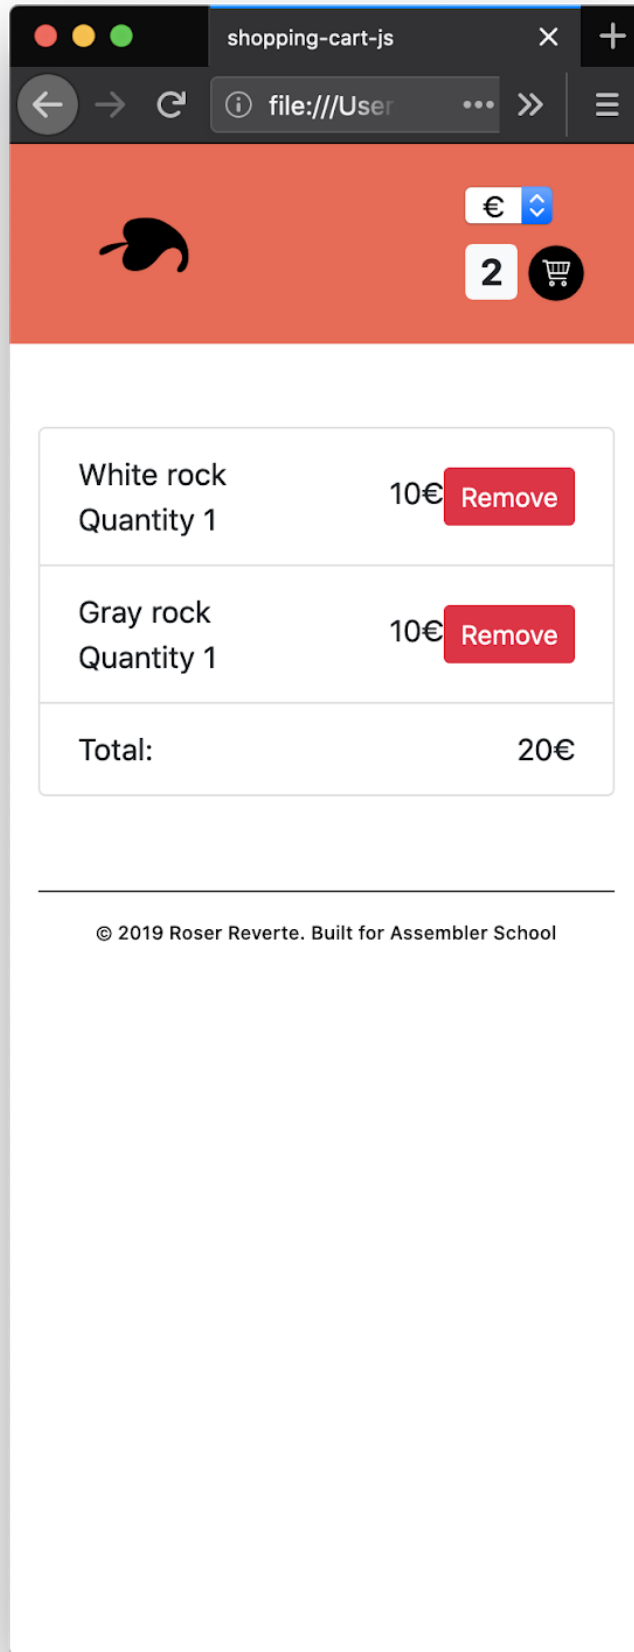 shopping-cart-js
file:///User
€
2
White rock
Quantity 1
10€
Remove
Gray rock
Quantity 1
10€
Remove
Total:
20€
© 2019 Roser Reverte. Built for Assembler School